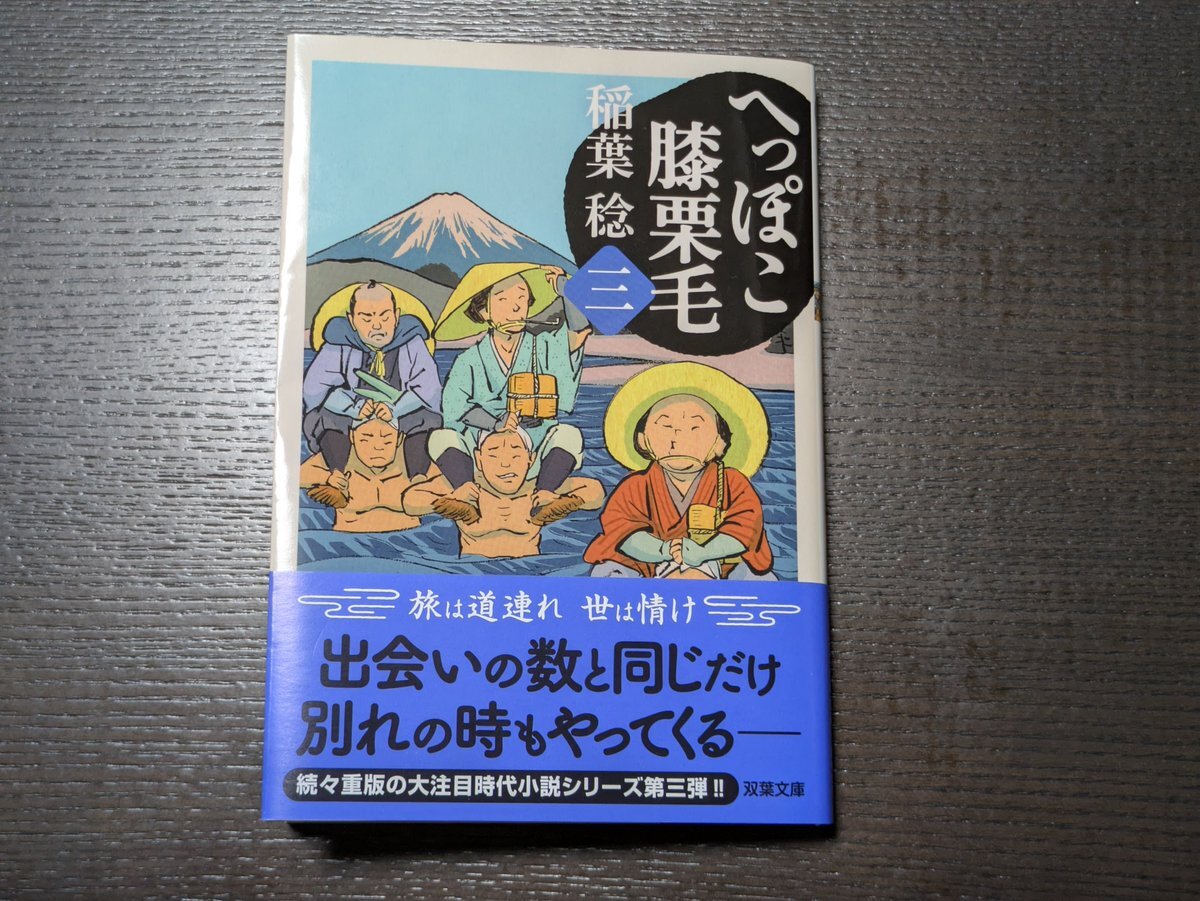 へっぽこ
膝栗毛
三
稲葉 稔
旅は道連れ 世は情け
出会いの数と同じだけ
別れの時もやってくる――
続々重版の大注目時代小説シリーズ第三弾!!
双葉文庫